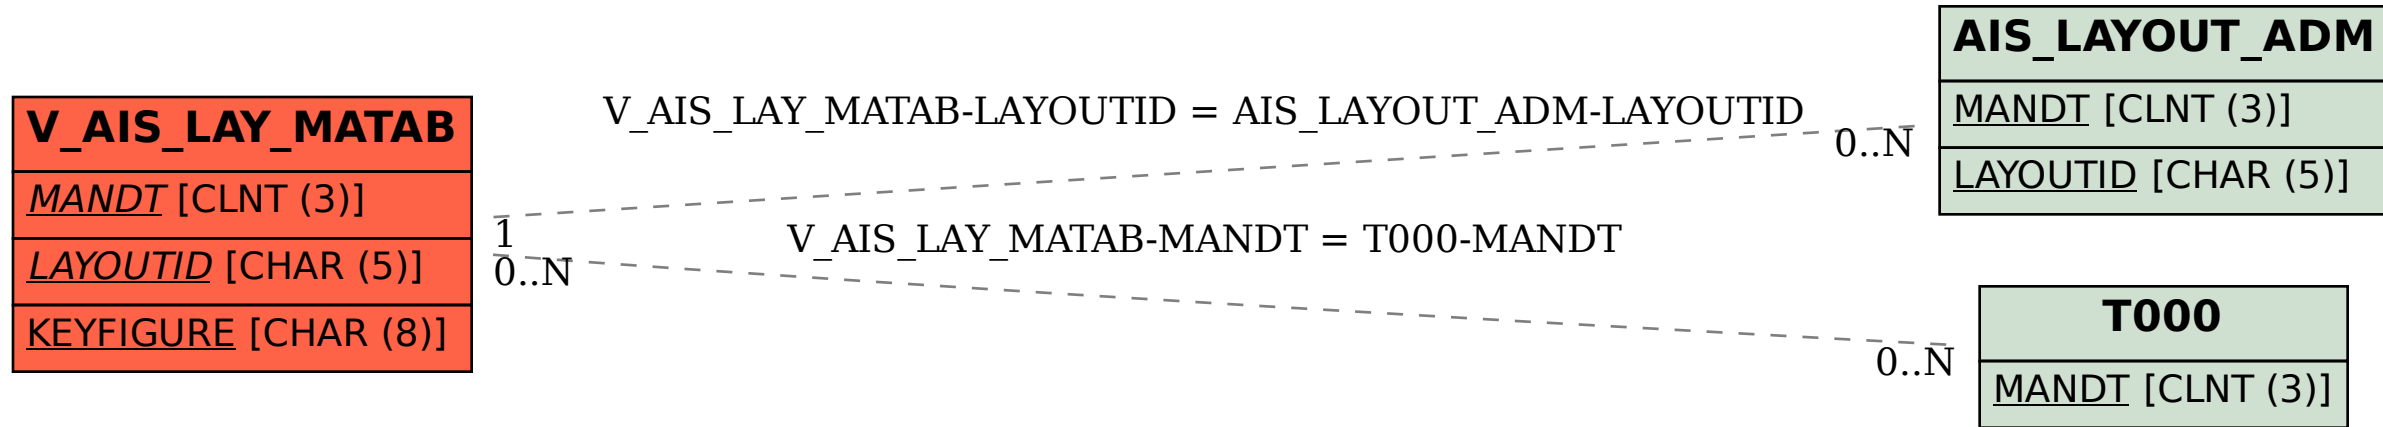 V_AIS_LAY_MATAB
MANDT [CLNT (3)]
LAYOUTID [CHAR (5)]
KEYFIGURE [CHAR (8)]
V_AIS_LAY_MATAB-LAYOUTID = AIS_LAYOUT_ADM-LAYOUTID
1
0..N
V_AIS_LAY_MATAB-MANDT = T000-MANDT
0..N
0..N
AIS_LAYOUT_ADM
MANDT [CLNT (3)]
LAYOUTID [CHAR (5)]
T000
MANDT [CLNT (3)]